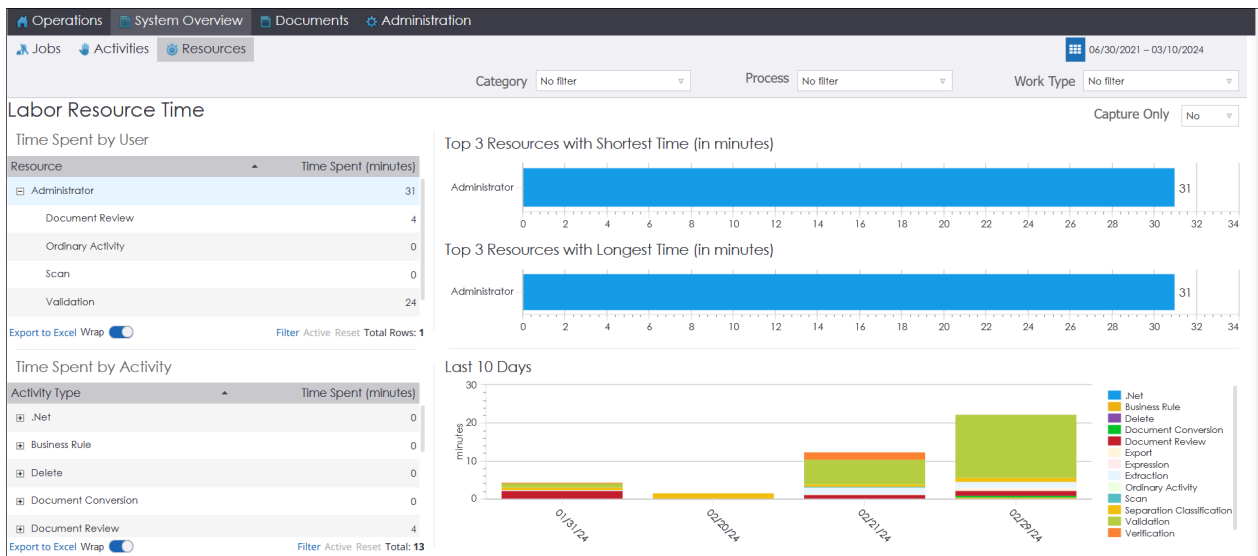 Operations System Overview Documents Administration
Jobs Activities Resources 06/30/2021 – 03/10/2024
Category No filter Process No filter Work Type No filter
Labor Resource Time
Capture Only No
Time Spent by User
Resource Time Spent (minutes)
Administrator 31
Document Review 4
Ordinary Activity 0
Scan 0
Validation 24
Export to Excel Wrap Filter Active Reset Total Rows: 1
Top 3 Resources with Shortest Time (in minutes)
Administrator 31
0 2 4 6 8 10 12 14 16 18 20 22 24 26 28 30 32 34
Top 3 Resources with Longest Time (in minutes)
Administrator 31
0 2 4 6 8 10 12 14 16 18 20 22 24 26 28 30 32 34
Time Spent by Activity
Activity Type Time Spent (minutes)
.Net 0
Business Rule 0
Delete 0
Document Conversion 0
Document Review 4
Export to Excel Wrap Filter Active Reset Total: 13
Last 10 Days
minutes
30
20
10
0
01/31/24 02/20/24 02/21/24 02/29/24
.Net
Business Rule
Delete
Document Conversion
Document Review
Export
Expression
Extraction
Ordinary Activity
Scan
Separation Classification
Validation
Verification